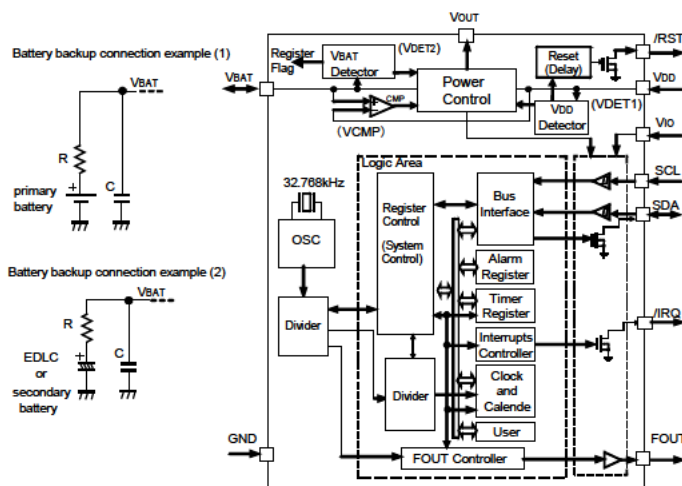 Battery backup connection example (1)
VBAT
R
+
primary
battery
C
Battery backup connection example (2)
VBAT
R
+
EDLC
or
secondary
battery
C
VOUT
Register
Flag
VBAT
Detector
(VDET2)
Power
Control
Reset
(Delay)
/RST
VBAT
CMP
(VCMP)
VDD
Detector
(VDET1)
VDD
VIO
Logic Area
32.768kHz
OSC
Divider
Register
Control
(System
Control)
Divider
Bus
Interface
Alarm
Register
Timer
Register
Interrupts
Controller
Clock
and
Calende
User
FOUT Controller
SCL
SDA
/IRQ
GND
FOUT